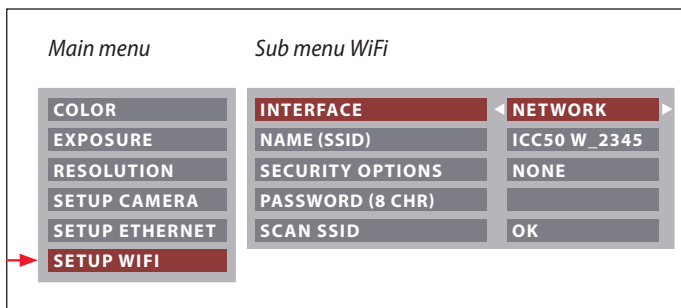 Main menu
Sub menu WiFi
COLOR
EXPOSURE
RESOLUTION
SETUP CAMERA
SETUP ETHERNET
SETUP WIFI
INTERFACE NETWORK
NAME (SSID) ICC50 W_2345
SECURITY OPTIONS NONE
PASSWORD (8 CHR)
SCAN SSID OK